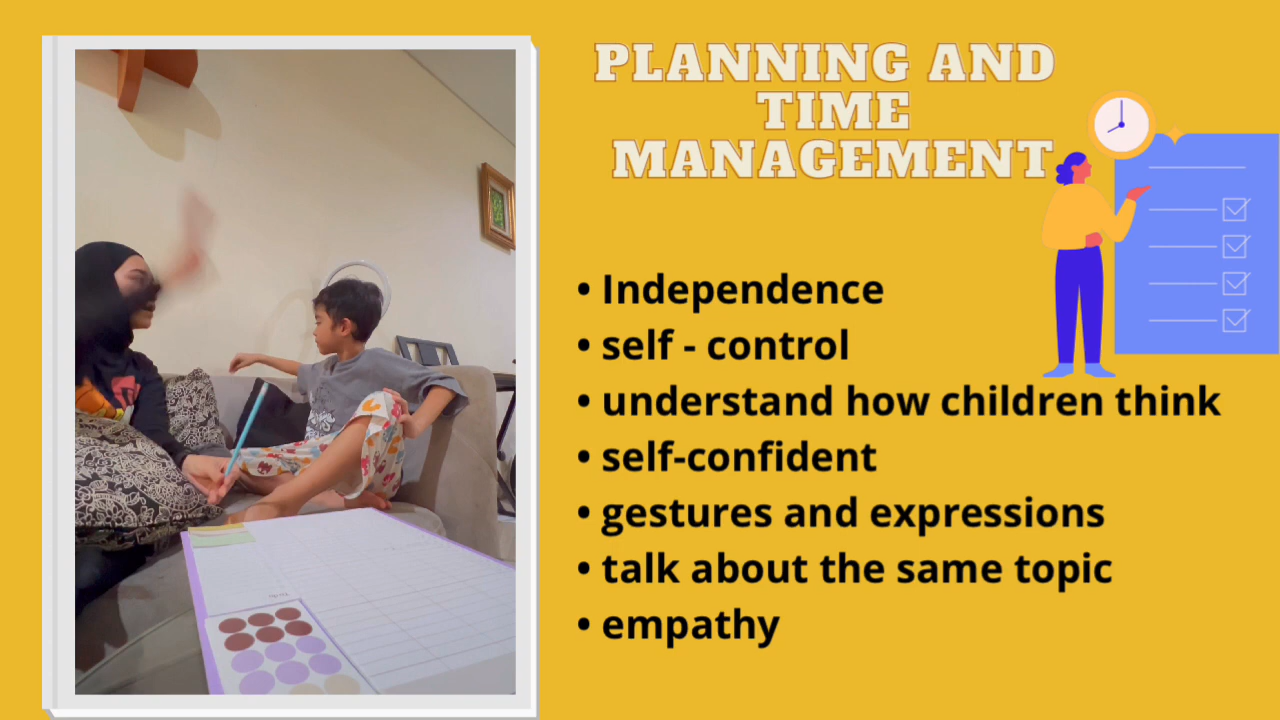 PLANNING AND
TIME
MANAGEMENT
• Independence
• self - control
• understand how children think
• self-confident
• gestures and expressions
• talk about the same topic
• empathy